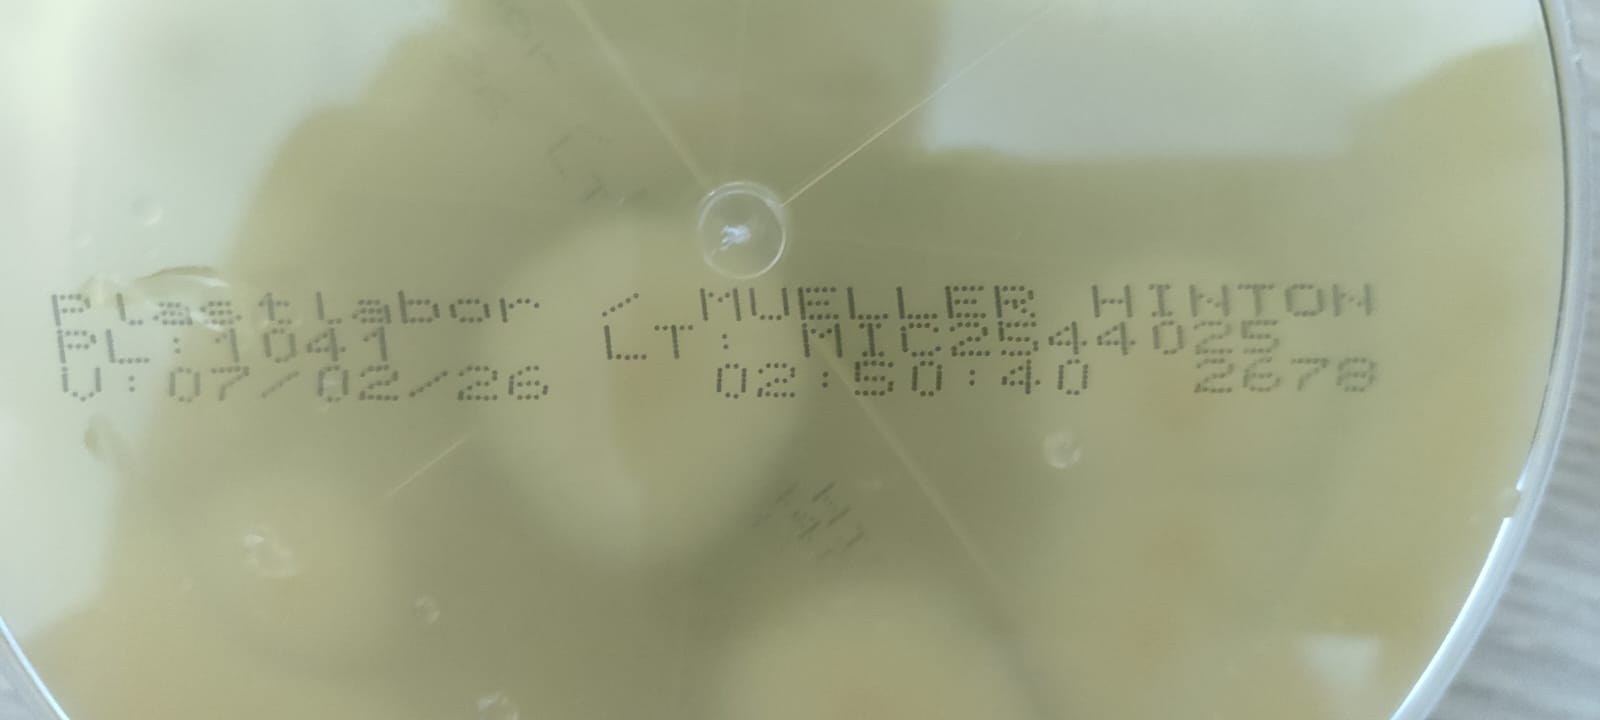 PlastLabor / MUELLER HINTON
PL:1041 LT: MIC2544025
V:07/02/26 02:50:40 2678